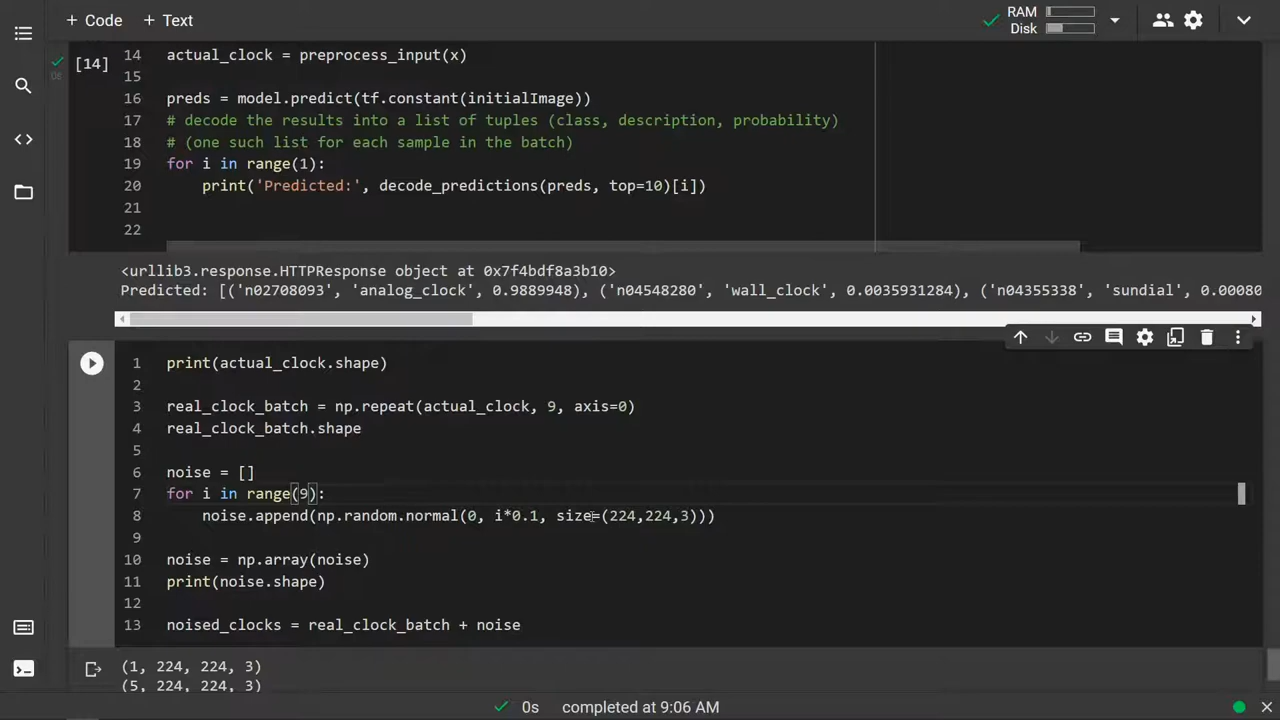 + Code + Text
RAM
Disk
[14]
14 actual_clock = preprocess_input(x)
15
16 preds = model.predict(tf.constant(initialImage))
17 # decode the results into a list of tuples (class, description, probability)
18 # (one such list for each sample in the batch)
19 for i in range(1):
20 print('Predicted:', decode_predictions(preds, top=10)[i])
21
22
<urllib3.response.HTTPResponse object at 0x7f4bdf8a3b10>
Predicted: [('n02708093', 'analog_clock', 0.9889948), ('n04548280', 'wall_clock', 0.0035931284), ('n04355338', 'sundial', 0.00080
1 print(actual_clock.shape)
2
3 real_clock_batch = np.repeat(actual_clock, 9, axis=0)
4 real_clock_batch.shape
5
6 noise = []
7 for i in range(9):
8 noise.append(np.random.normal(0, i*0.1, size=(224,224,3)))
9
10 noise = np.array(noise)
11 print(noise.shape)
12
13 noised_clocks = real_clock_batch + noise
(1, 224, 224, 3)
(5, 224, 224, 3)
0s completed at 9:06 AM